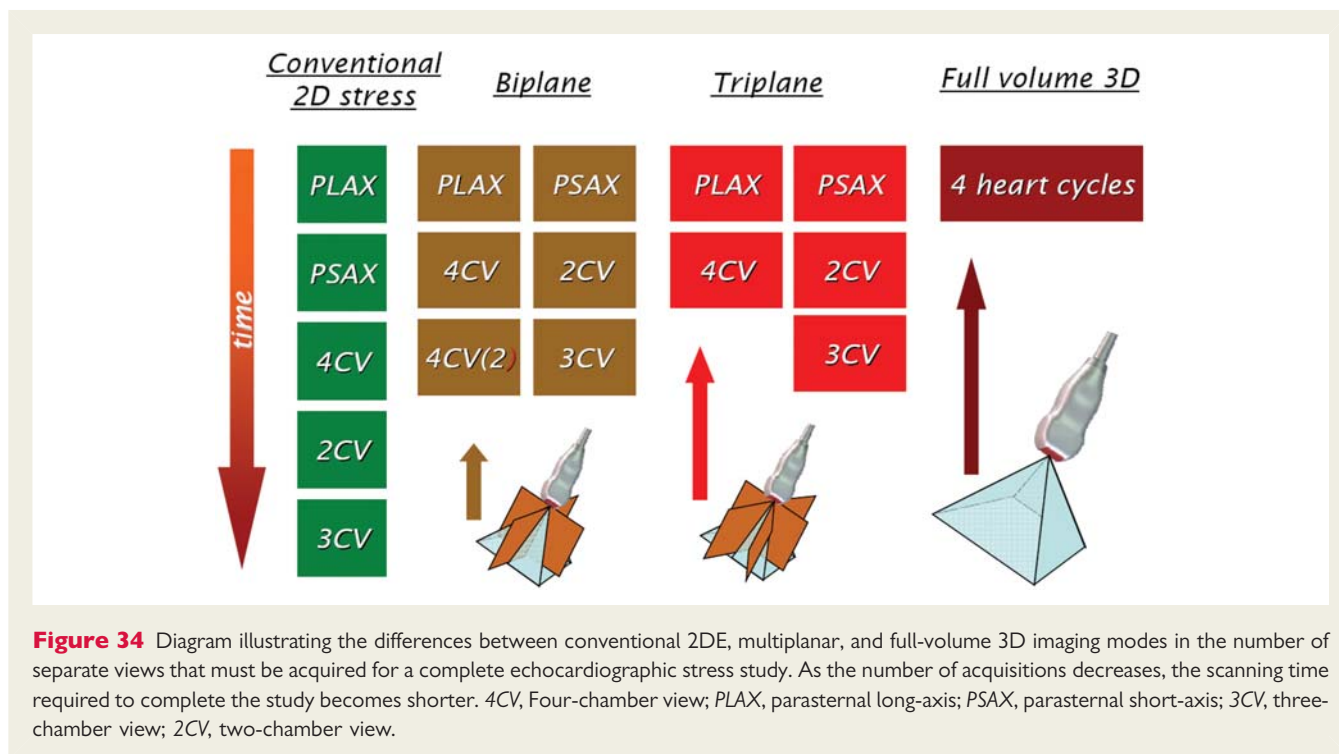 Conventional
2D stress
Biplane
Triplane
Full volume 3D
time
PLAX
PSAX
4CV
2CV
3CV
PLAX PSAX
4CV 2CV
4CV(2) 3CV
PLAX PSAX
4CV 2CV
3CV
4 heart cycles
Figure 34 Diagram illustrating the differences between conventional 2DE, multiplanar, and full-volume 3D imaging modes in the number of
separate views that must be acquired for a complete echocardiographic stress study. As the number of acquisitions decreases, the scanning time
required to complete the study becomes shorter. 4CV, Four-chamber view; PLAX, parasternal long-axis; PSAX, parasternal short-axis; 3CV, three-
chamber view; 2CV, two-chamber view.